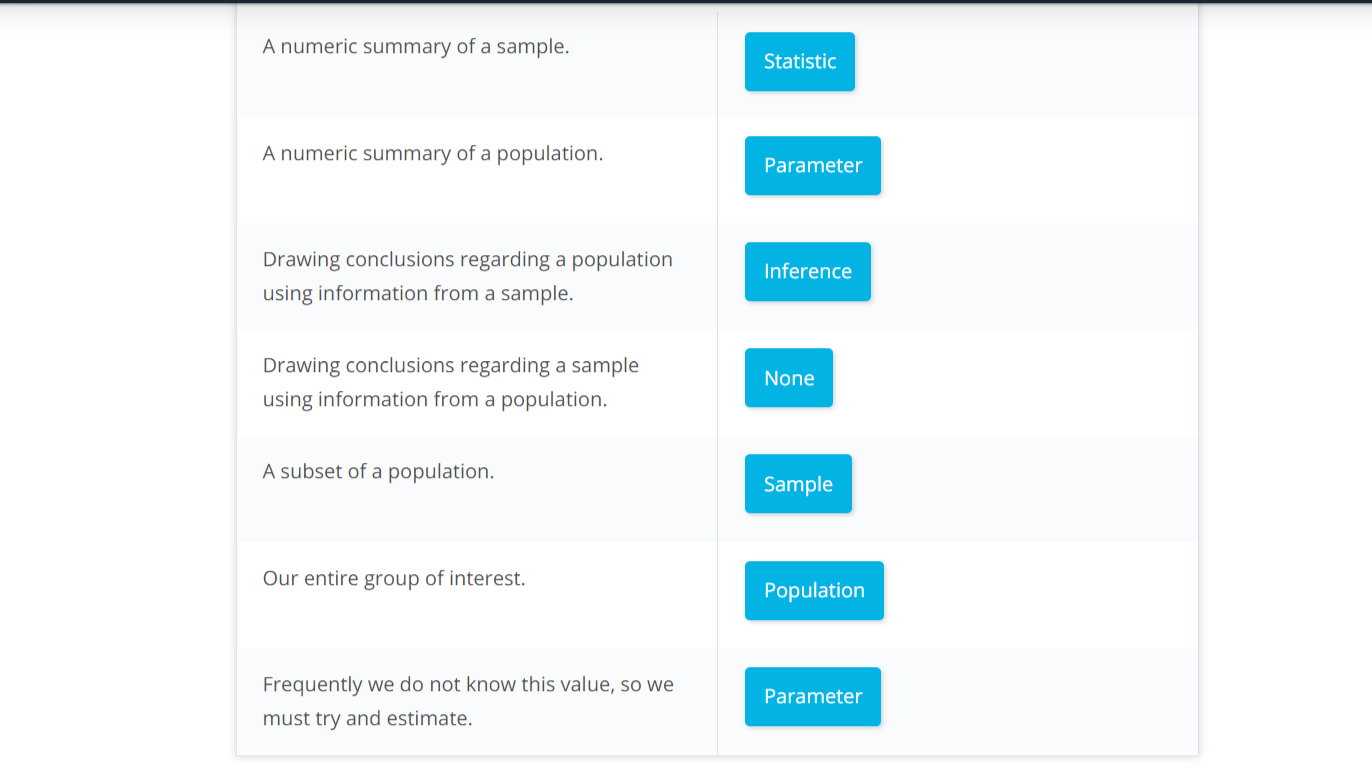 A numeric summary of a sample.
Statistic
A numeric summary of a population.
Parameter
Drawing conclusions regarding a population
using information from a sample.
Inference
Drawing conclusions regarding a sample
using information from a population.
None
A subset of a population.
Sample
Our entire group of interest.
Population
Frequently we do not know this value, so we
must try and estimate.
Parameter